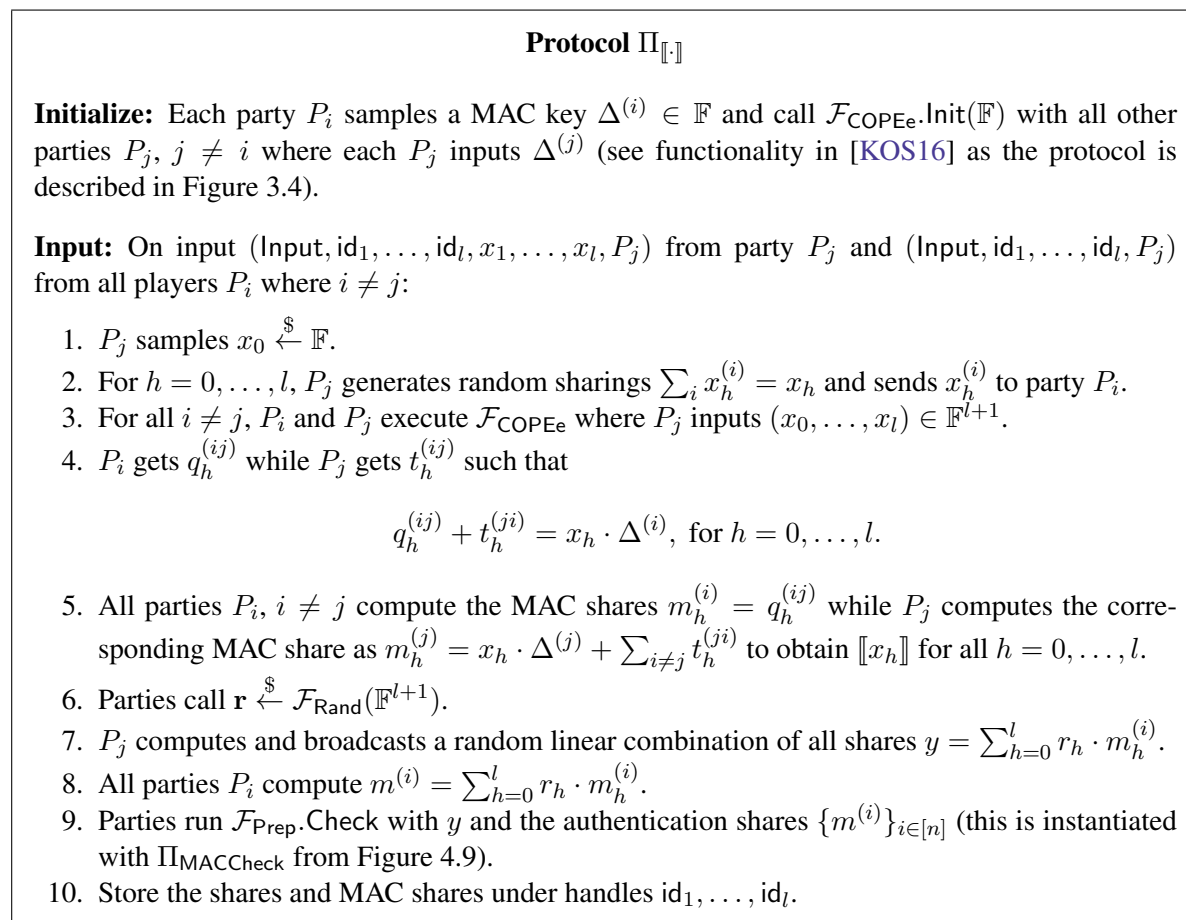 Protocol Π⟦·⟧
Initialize: Each party P_i samples a MAC key Δ^(i) ∈ 𝔽 and call ℱ_COPEe.Init(𝔽) with all other
parties P_j, j ≠ i where each P_j inputs Δ^(j) (see functionality in [KOS16] as the protocol is
described in Figure 3.4).
Input: On input (Input, id_1, . . . , id_l, x_1, . . . , x_l, P_j) from party P_j and (Input, id_1, . . . , id_l, P_j)
from all players P_i where i ≠ j:
1. P_j samples x_0 ←$ 𝔽.
2. For h = 0, . . . , l, P_j generates random sharings ∑_i x_h^(i) = x_h and sends x_h^(i) to party P_i.
3. For all i ≠ j, P_i and P_j execute ℱ_COPEe where P_j inputs (x_0, . . . , x_l) ∈ 𝔽^{l+1}.
4. P_i gets q_h^(ij) while P_j gets t_h^(ij) such that
q_h^(ij) + t_h^(ji) = x_h · Δ^(i), for h = 0, . . . , l.
5. All parties P_i, i ≠ j compute the MAC shares m_h^(i) = q_h^(ij) while P_j computes the corre-
sponding MAC share as m_h^(j) = x_h · Δ^(j) + ∑_{i≠j} t_h^(ji) to obtain ⟦x_h⟧ for all h = 0, . . . , l.
6. Parties call r ←$ ℱ_Rand(𝔽^{l+1}).
7. P_j computes and broadcasts a random linear combination of all shares y = ∑_{h=0}^{l} r_h · m_h^(i).
8. All parties P_i compute m^(i) = ∑_{h=0}^{l} r_h · m_h^(i).
9. Parties run ℱ_Prep.Check with y and the authentication shares {m^(i)}_{i∈[n]} (this is instantiated
with Π_MACCheck from Figure 4.9).
10. Store the shares and MAC shares under handles id_1, . . . , id_l.